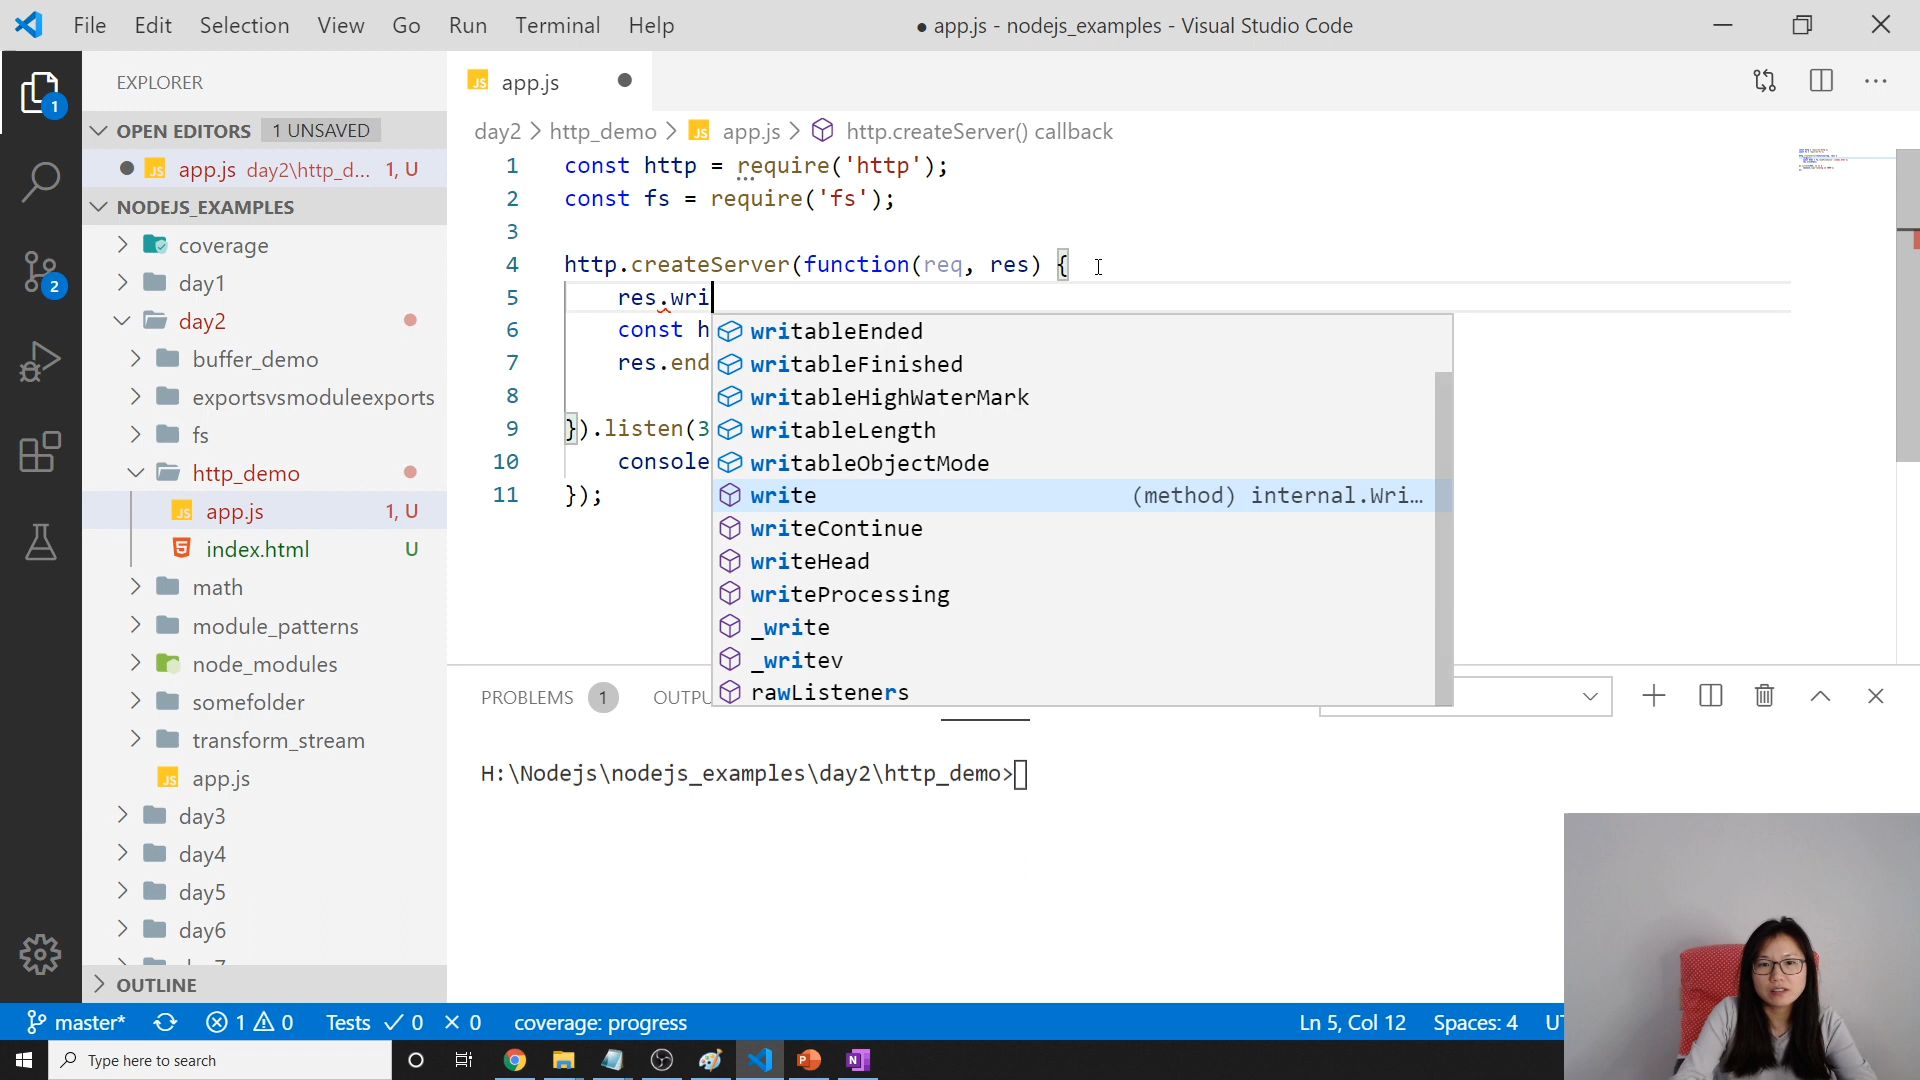 File Edit Selection View Go Run Terminal Help
● app.js - nodejs_examples - Visual Studio Code
EXPLORER
OPEN EDITORS 1 UNSAVED
app.js day2\http_d... 1, U
NODEJS_EXAMPLES
coverage
day1
day2
buffer_demo
exportsvsmoduleexports
fs
http_demo
app.js 1, U
index.html U
math
module_patterns
node_modules
somefolder
transform_stream
app.js
day3
day4
day5
day6
OUTLINE
app.js
day2 > http_demo > app.js > http.createServer() callback
1 const http = require('http');
2 const fs = require('fs');
3
4 http.createServer(function(req, res) {
5 res.wri
6 const h
7 res.end
8
9 }).listen(3
10 console
11 });
writableEnded
writableFinished
writableHighWaterMark
writableLength
writableObjectMode
write (method) internal.Wri...
writeContinue
writeHead
writeProcessing
_write
_writev
rawListeners
PROBLEMS 1 OUTPU
H:\Nodejs\nodejs_examples\day2\http_demo>
1
2
master* 1 0 Tests 0 0 coverage: progress
Ln 5, Col 12 Spaces: 4 UT
Type here to search